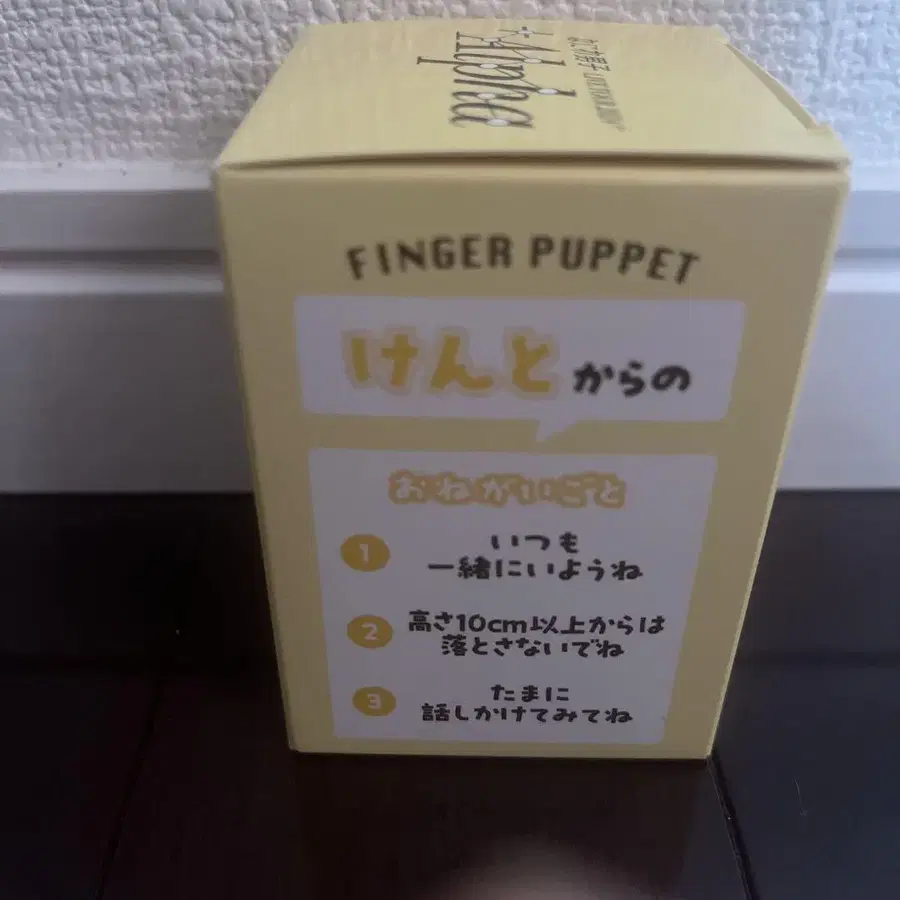 Alphea
FINGER PUPPET
けんとからの
おねがいごと
1 いつも
一緒にいようね
2 高さ10cm以上からは
落とさないでね
3 たまに
話しかけてみてね